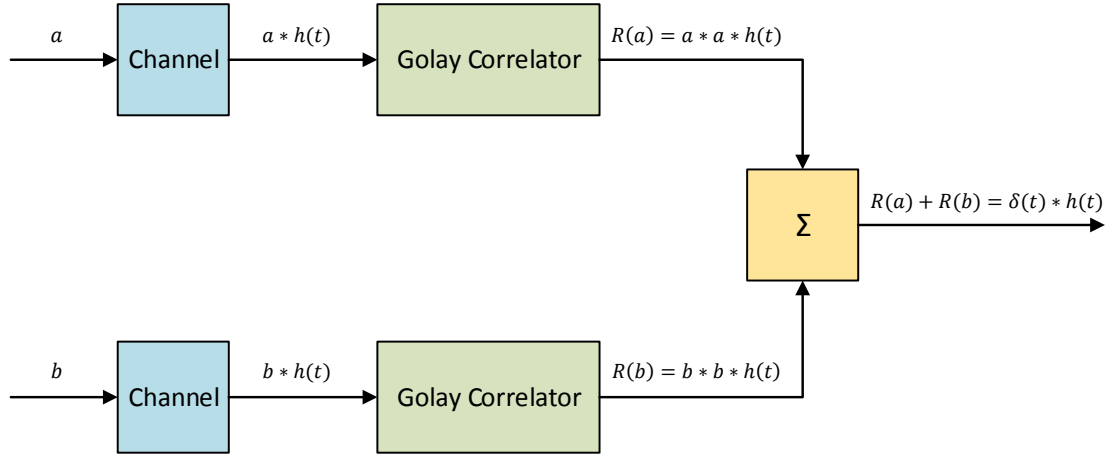 a
Channel
a ∗ h(t)
Golay Correlator
R(a) = a ∗ a ∗ h(t)
Σ
R(a) + R(b) = δ(t) ∗ h(t)
b
Channel
b ∗ h(t)
Golay Correlator
R(b) = b ∗ b ∗ h(t)